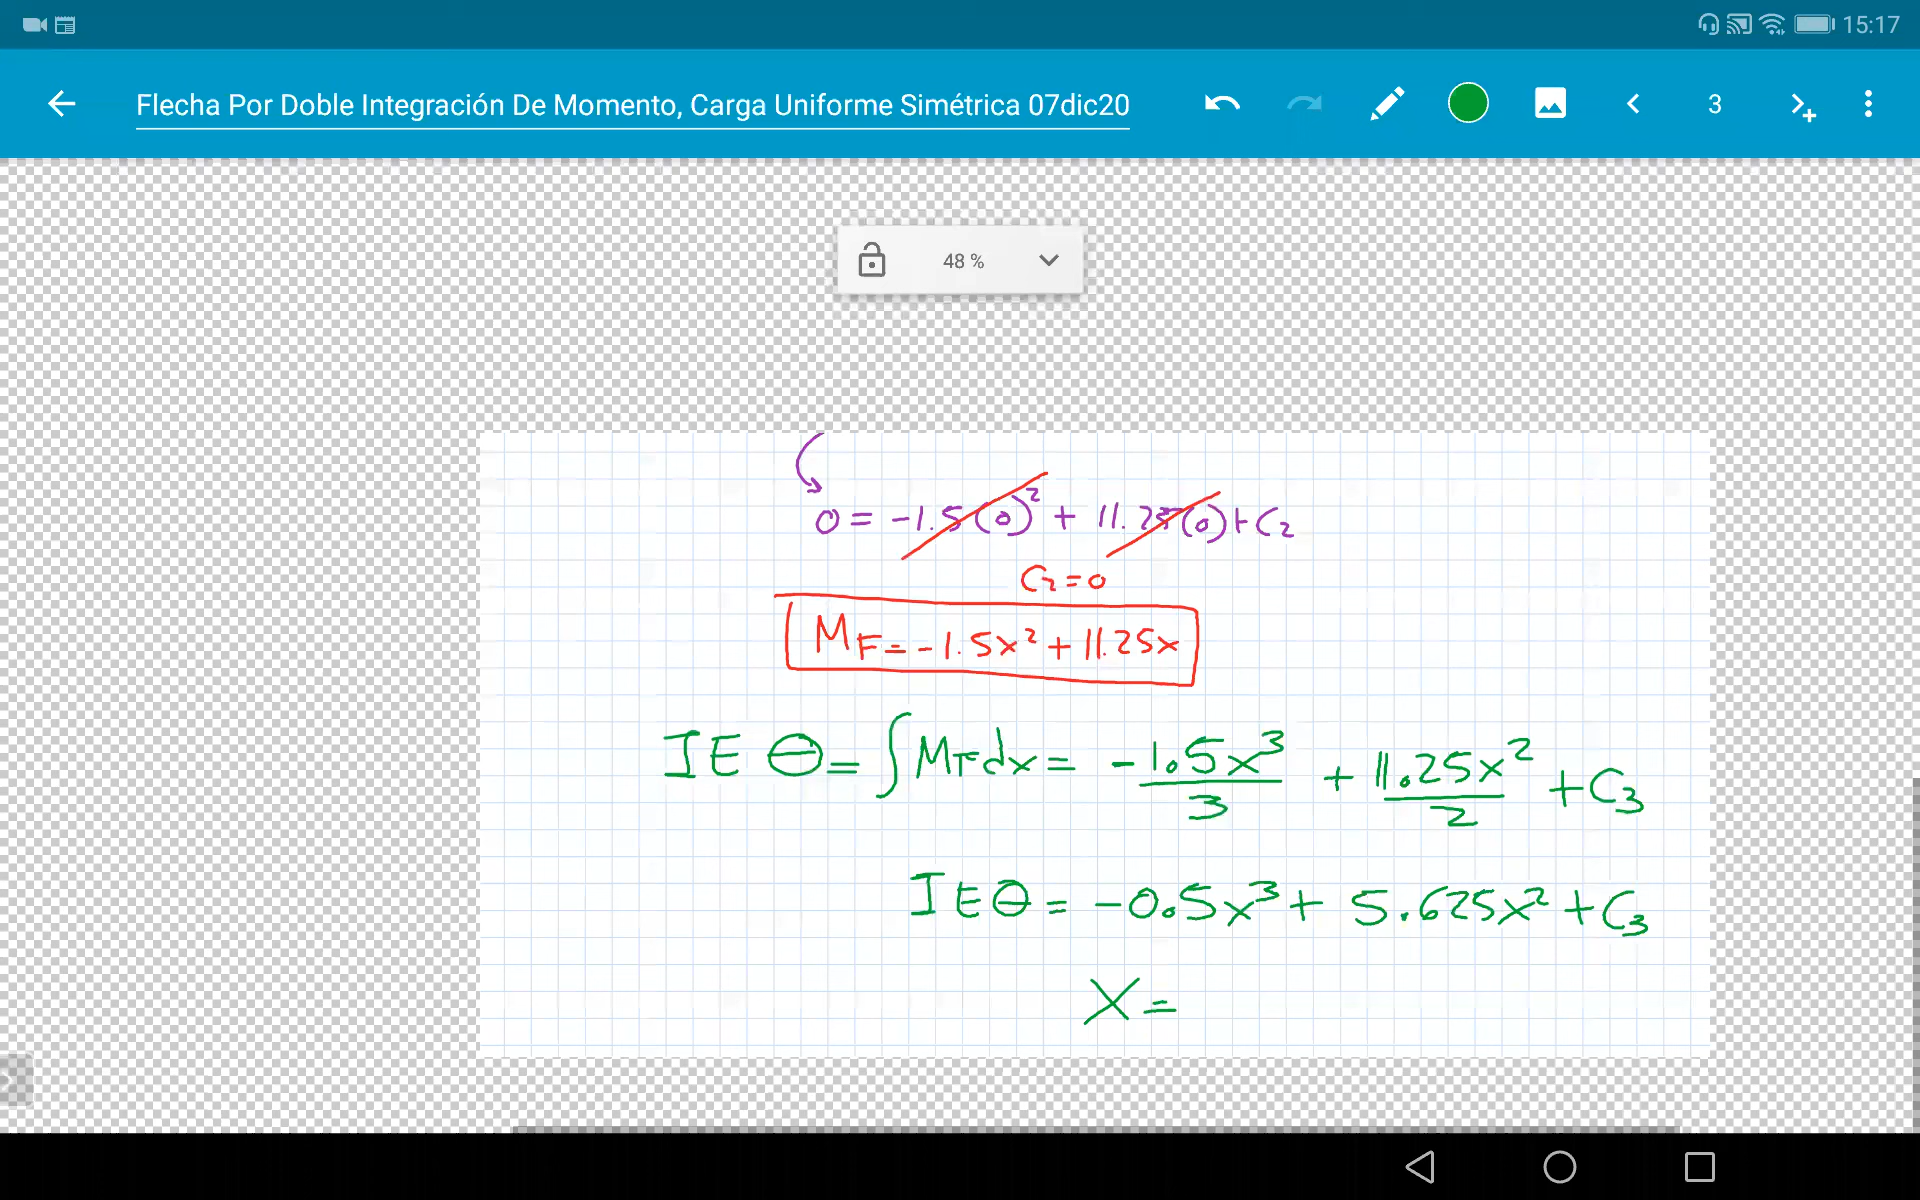 15:17
Flecha Por Doble Integración De Momento, Carga Uniforme Simétrica 07dic20
3
48 %
0 = -1.5(0)² + 11.25(0) + C₂
C₂ = 0
M_F = -1.5x² + 11.25x
IE θ = ∫ M_F dx = -1.5x³/3 + 11.25x²/2 + C₃
IEθ = -0.5x³ + 5.625x² + C₃
X =